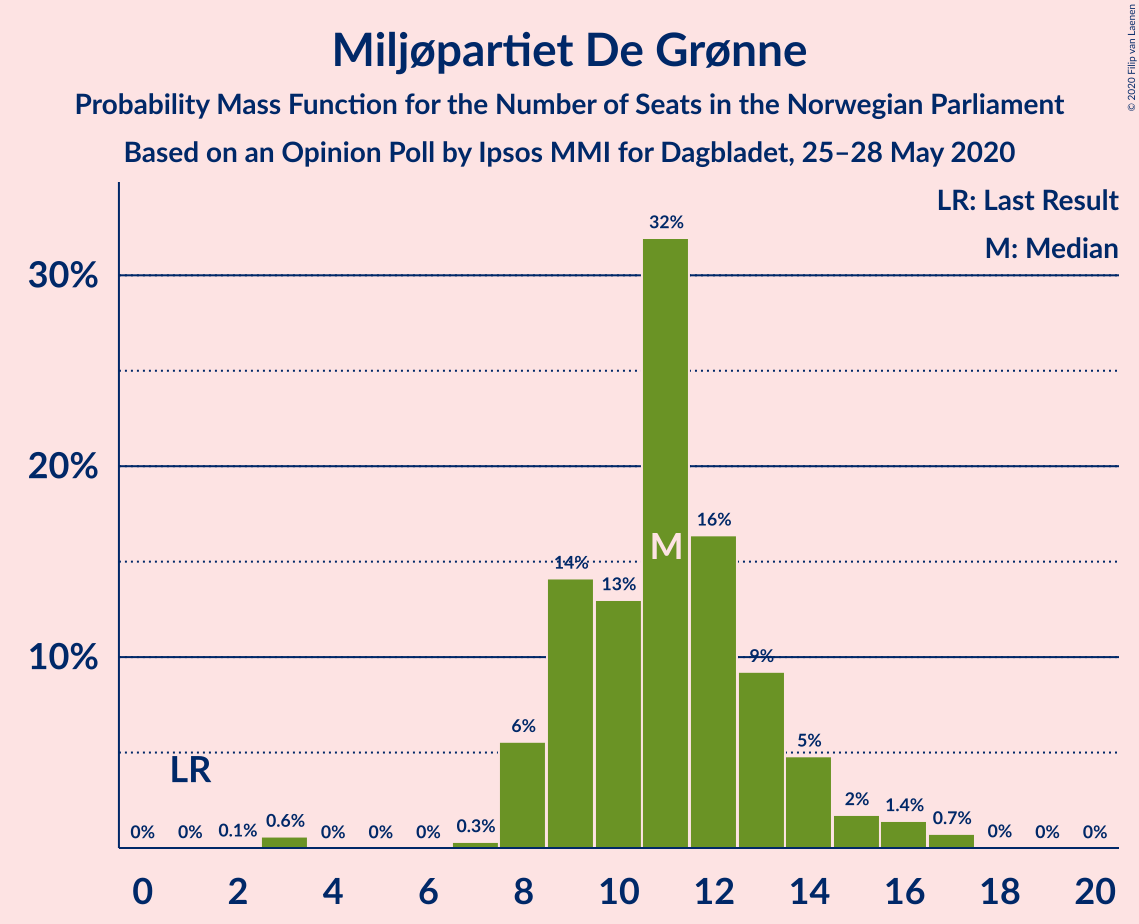 Miljøpartiet De Grønne
Probability Mass Function for the Number of Seats in the Norwegian Parliament
Based on an Opinion Poll by Ipsos MMI for Dagbladet, 25–28 May 2020
© 2020 Filip van Laenen
LR: Last Result
M: Median
30%
20%
10%
32%
M
16%
14%
13%
9%
6%
5%
LR
0% 0% 0.1% 0.6% 0% 0% 0% 0.3% 2% 1.4% 0.7% 0% 0% 0%
0 2 4 6 8 10 12 14 16 18 20